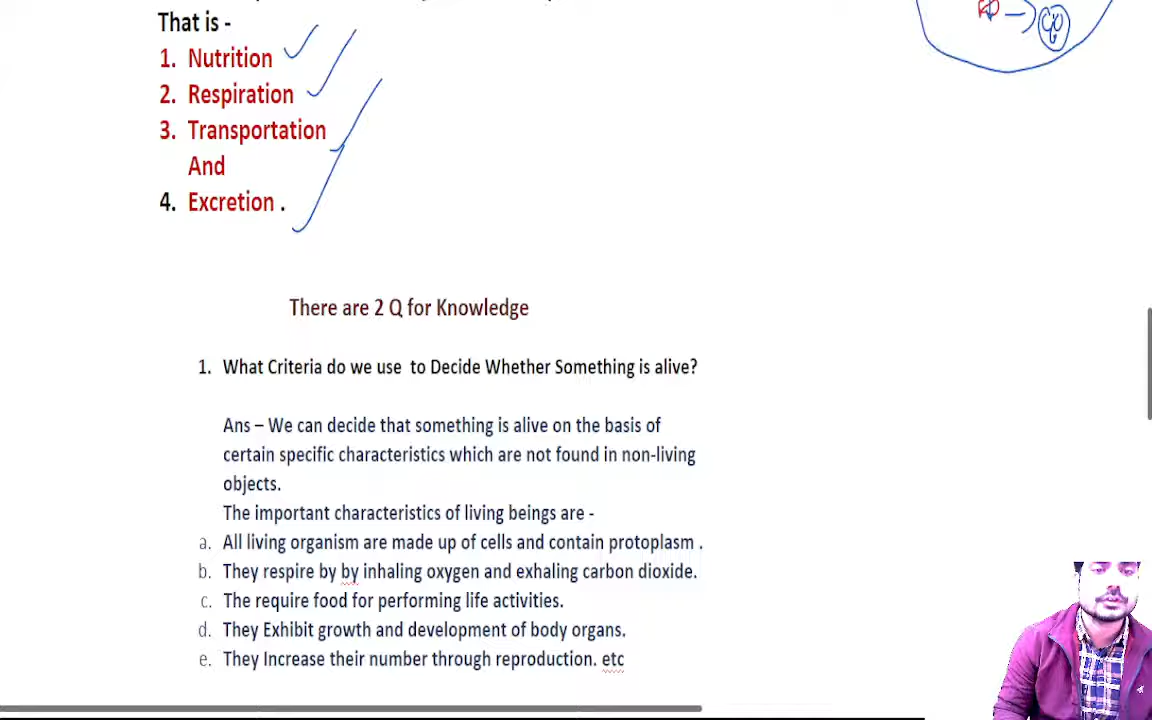 That is -
1. Nutrition
2. Respiration
3. Transportation
And
4. Excretion .
There are 2 Q for Knowledge
1. What Criteria do we use to Decide Whether Something is alive?
Ans – We can decide that something is alive on the basis of
certain specific characteristics which are not found in non-living
objects.
The important characteristics of living beings are -
a. All living organism are made up of cells and contain protoplasm .
b. They respire by by inhaling oxygen and exhaling carbon dioxide.
c. The require food for performing life activities.
d. They Exhibit growth and development of body organs.
e. They Increase their number through reproduction. etc